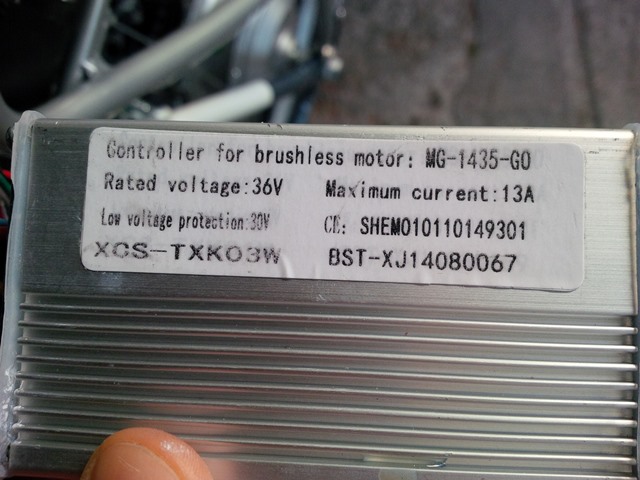 Controller for brushless motor: MG-1435-GO
Rated voltage:36V Maximum current:13A
Low voltage protection:30V CE: SHEM010110149301
XCS-TXK03W BST-XJ14080067